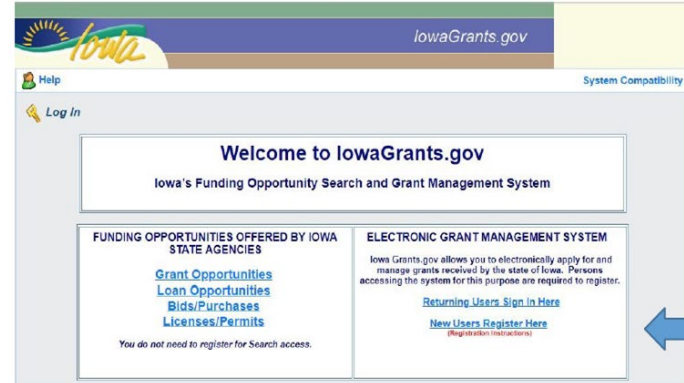 Iowa
IowaGrants.gov
Help
System Compatibility
Log In
Welcome to IowaGrants.gov
Iowa's Funding Opportunity Search and Grant Management System
FUNDING OPPORTUNITIES OFFERED BY IOWA
STATE AGENCIES
Grant Opportunities
Loan Opportunities
Bids/Purchases
Licenses/Permits
You do not need to register for Search access.
ELECTRONIC GRANT MANAGEMENT SYSTEM
Iowa Grants.gov allows you to electronically apply for and
manage grants received by the state of Iowa. Persons
accessing the system for this purpose are required to register.
Returning Users Sign In Here
New Users Register Here
(Registration Instructions)